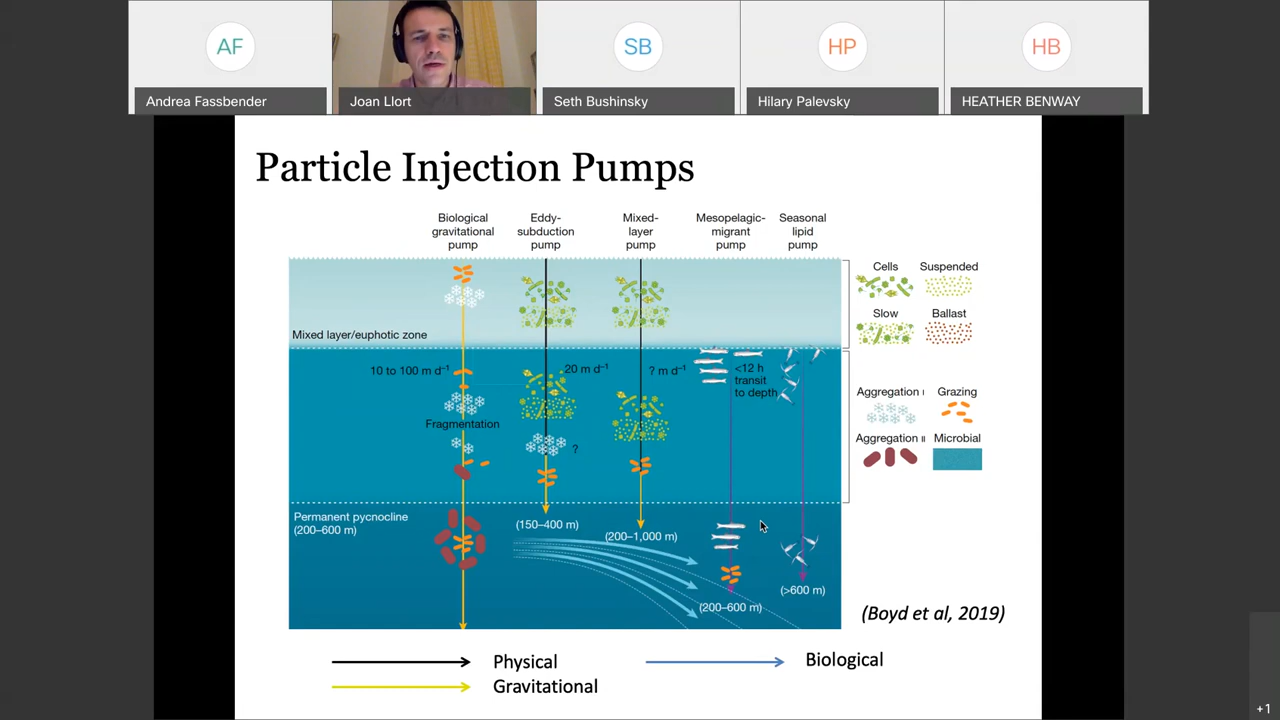 AF
SB
HP
HB
Andrea Fassbender
Joan Llort
Seth Bushinsky
Hilary Palevsky
HEATHER BENWAY
Particle Injection Pumps
Biological
gravitational
pump
Eddy-
subduction
pump
Mixed-
layer
pump
Mesopelagic-
migrant
pump
Seasonal
lipid
pump
Mixed layer/euphotic zone
10 to 100 m d⁻¹
20 m d⁻¹
? m d⁻¹
<12 h
transit
to depth
Fragmentation
?
Permanent pycnocline
(200–600 m)
(150–400 m)
(200–1,000 m)
(200–600 m)
(>600 m)
Cells
Suspended
Slow
Ballast
Aggregation I
Grazing
Aggregation II
Microbial
(Boyd et al, 2019)
Physical
Biological
Gravitational
+1